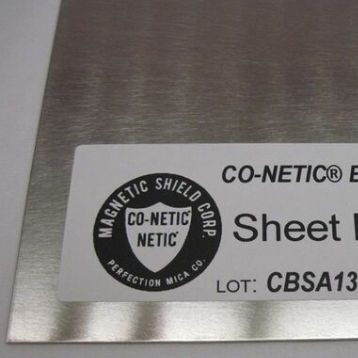 CO-NETIC®
MAGNETIC SHIELD CORP.
CO-NETIC®
NETIC®
PERFECTION MICA CO.
Sheet
LOT: CBSA13